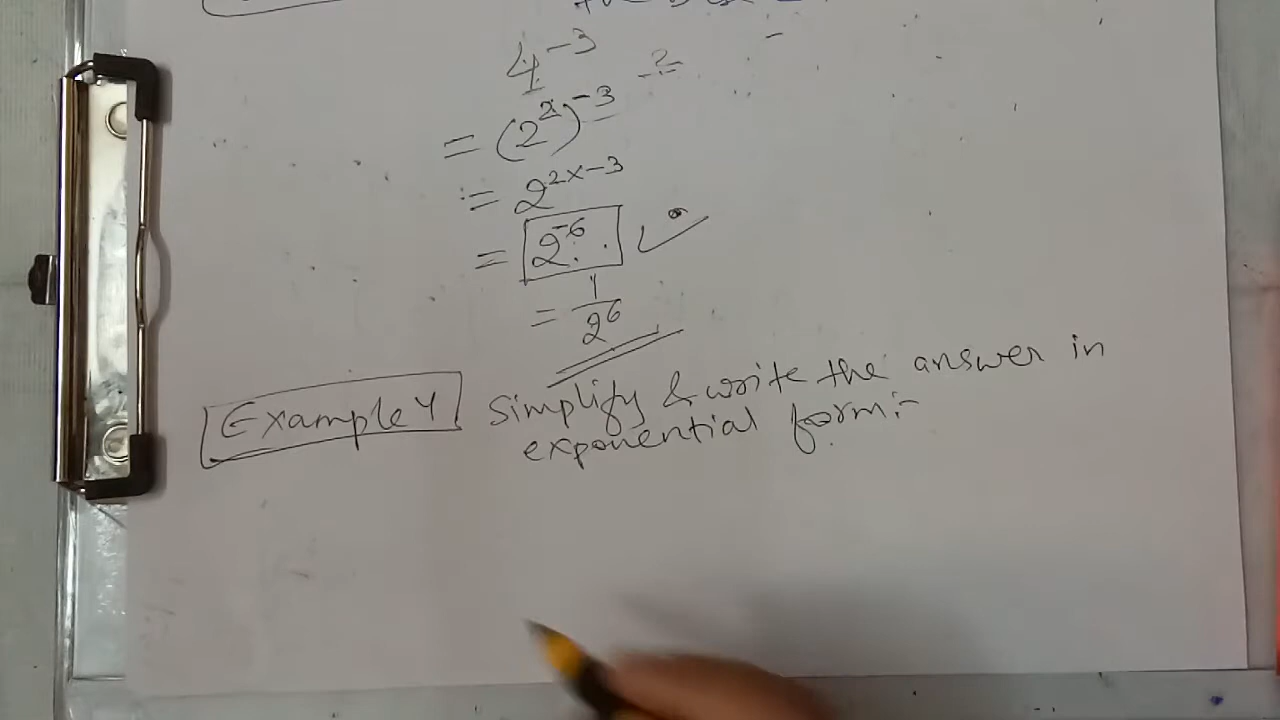 4^-3
= (2^2)^-3
= 2^2×-3
= 2^-6
= 1/2^6
Example 4 Simplify & write the answer in
exponential form:-